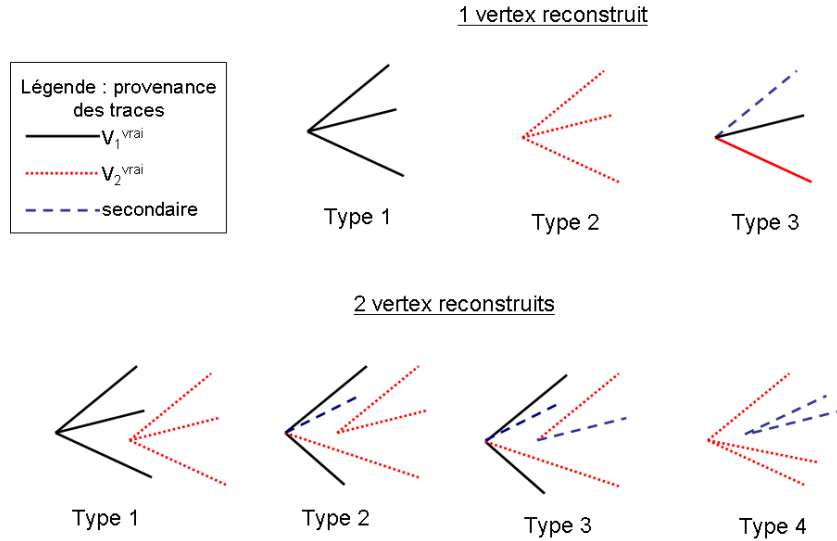 1 vertex reconstruit
Légende : provenance
des traces
V₁ᵛʳᵃⁱ
V₂ᵛʳᵃⁱ
secondaire
Type 1 Type 2 Type 3
2 vertex reconstruits
Type 1 Type 2 Type 3 Type 4